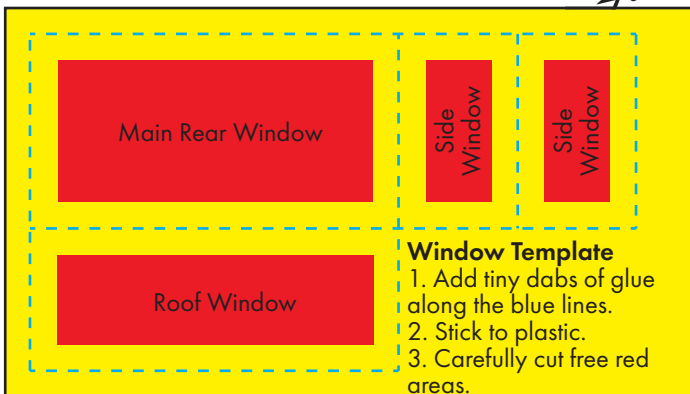 Main Rear Window
Side
Window
Side
Window
Roof Window
Window Template
1. Add tiny dabs of glue
along the blue lines.
2. Stick to plastic.
3. Carefully cut free red
areas.